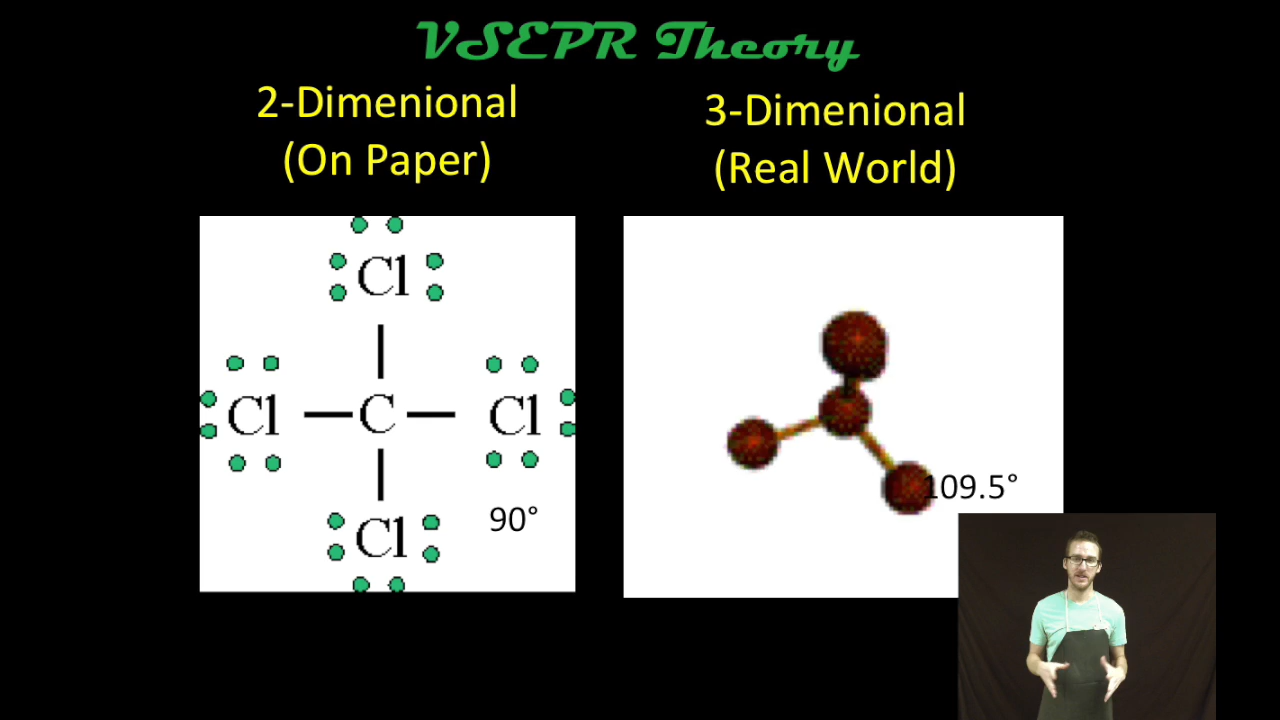 VSEPR Theory
2-Dimenional
(On Paper)
3-Dimenional
(Real World)
Cl
Cl C Cl
Cl
90°
109.5°